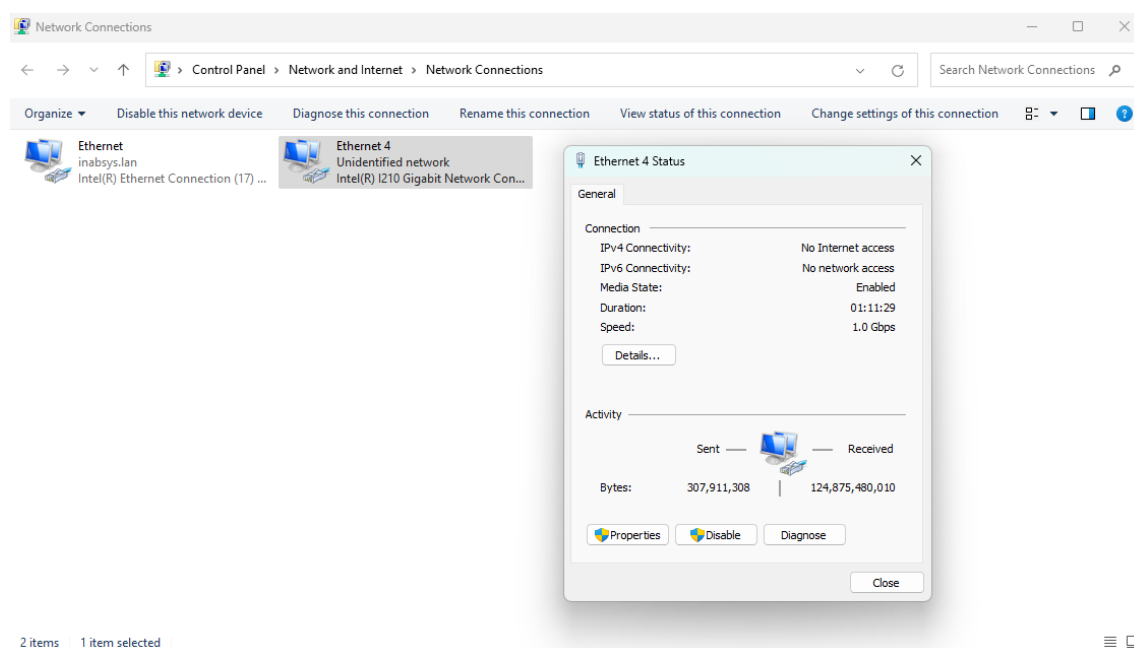 Network Connections
Control Panel > Network and Internet > Network Connections
Search Network Connections
Organize Disable this network device Diagnose this connection Rename this connection View status of this connection Change settings of this connection
Ethernet
inabsys.lan
Intel(R) Ethernet Connection (17) ...
Ethernet 4
Unidentified network
Intel(R) I210 Gigabit Network Con...
Ethernet 4 Status
General
Connection
IPv4 Connectivity: No Internet access
IPv6 Connectivity: No network access
Media State: Enabled
Duration: 01:11:29
Speed: 1.0 Gbps
Details...
Activity
Sent Received
Bytes: 307,911,308 124,875,480,010
Properties Disable Diagnose
Close
2 items 1 item selected